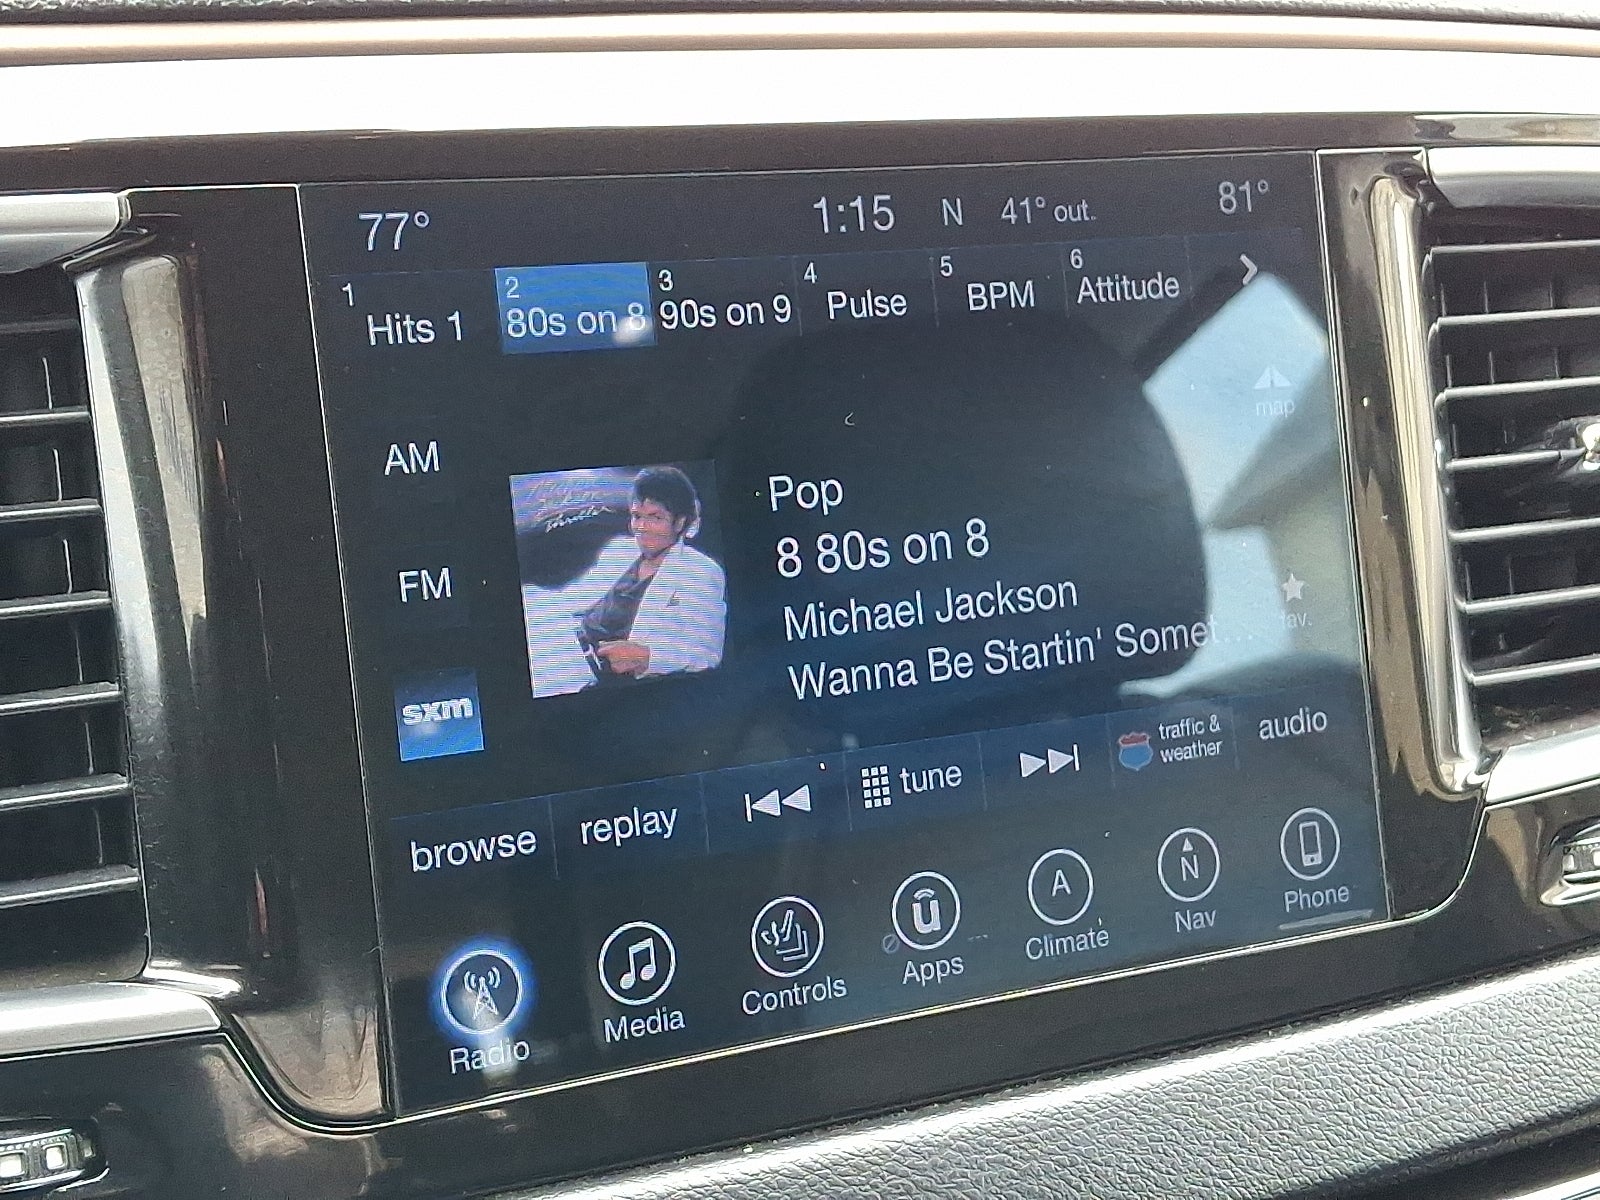 77° 1:15 N 41° out. 81°
1 Hits 1 2 80s on 8 3 90s on 9 4 Pulse 5 BPM 6 Attitude
map
AM
Pop
8 80s on 8
FM
Michael Jackson
fav.
Wanna Be Startin' Somet...
sxm
Thriller
browse replay tune traffic & weather audio
A N
u
Radio Media Controls Apps Climate Nav Phone